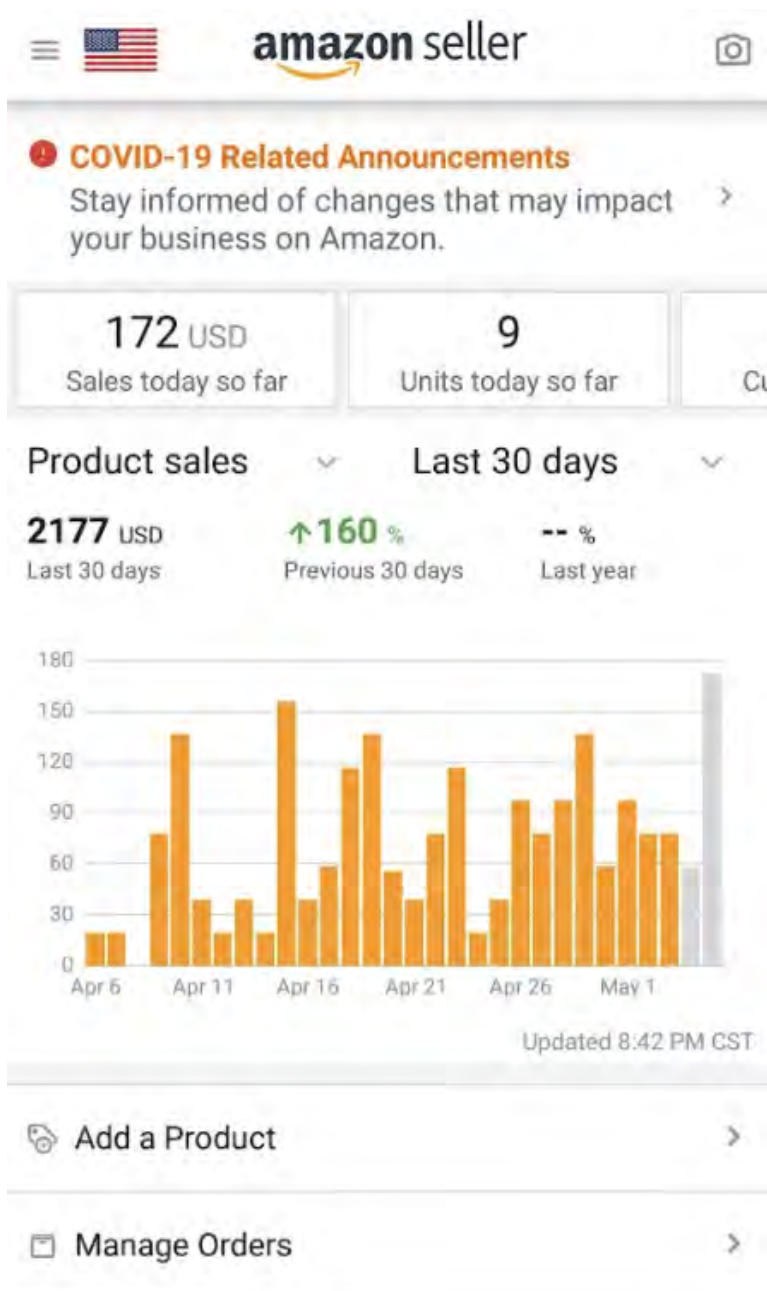 amazon seller
COVID-19 Related Announcements
Stay informed of changes that may impact
your business on Amazon.
172 USD
Sales today so far
9
Units today so far
Cu
Product sales
Last 30 days
2177 USD
Last 30 days
↑160 %
Previous 30 days
-- %
Last year
180
150
120
90
60
30
0
Apr 6 Apr 11 Apr 16 Apr 21 Apr 26 May 1
Updated 8:42 PM CST
Add a Product
Manage Orders